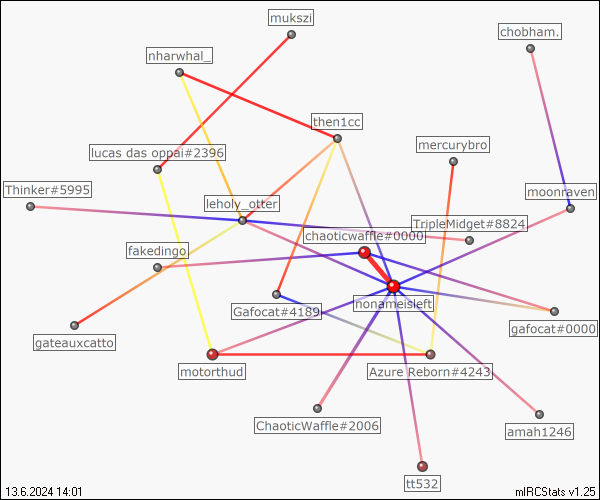 mukszi
chobham.
nharwhal_
then1cc
mercurybro
lucas das oppai#2396
Thinker#5995
moonraven
leholy_otter
TripleMidget#8824
chaoticwaffle#0000
fakedingo
nonameisleft
Gafocat#4189
gafocat#0000
gateauxcatto
motorthud
Azure Reborn#4243
ChaoticWaffle#2006
amah1246
tt532
13.6.2024 14:01
mIRCStats v1.25